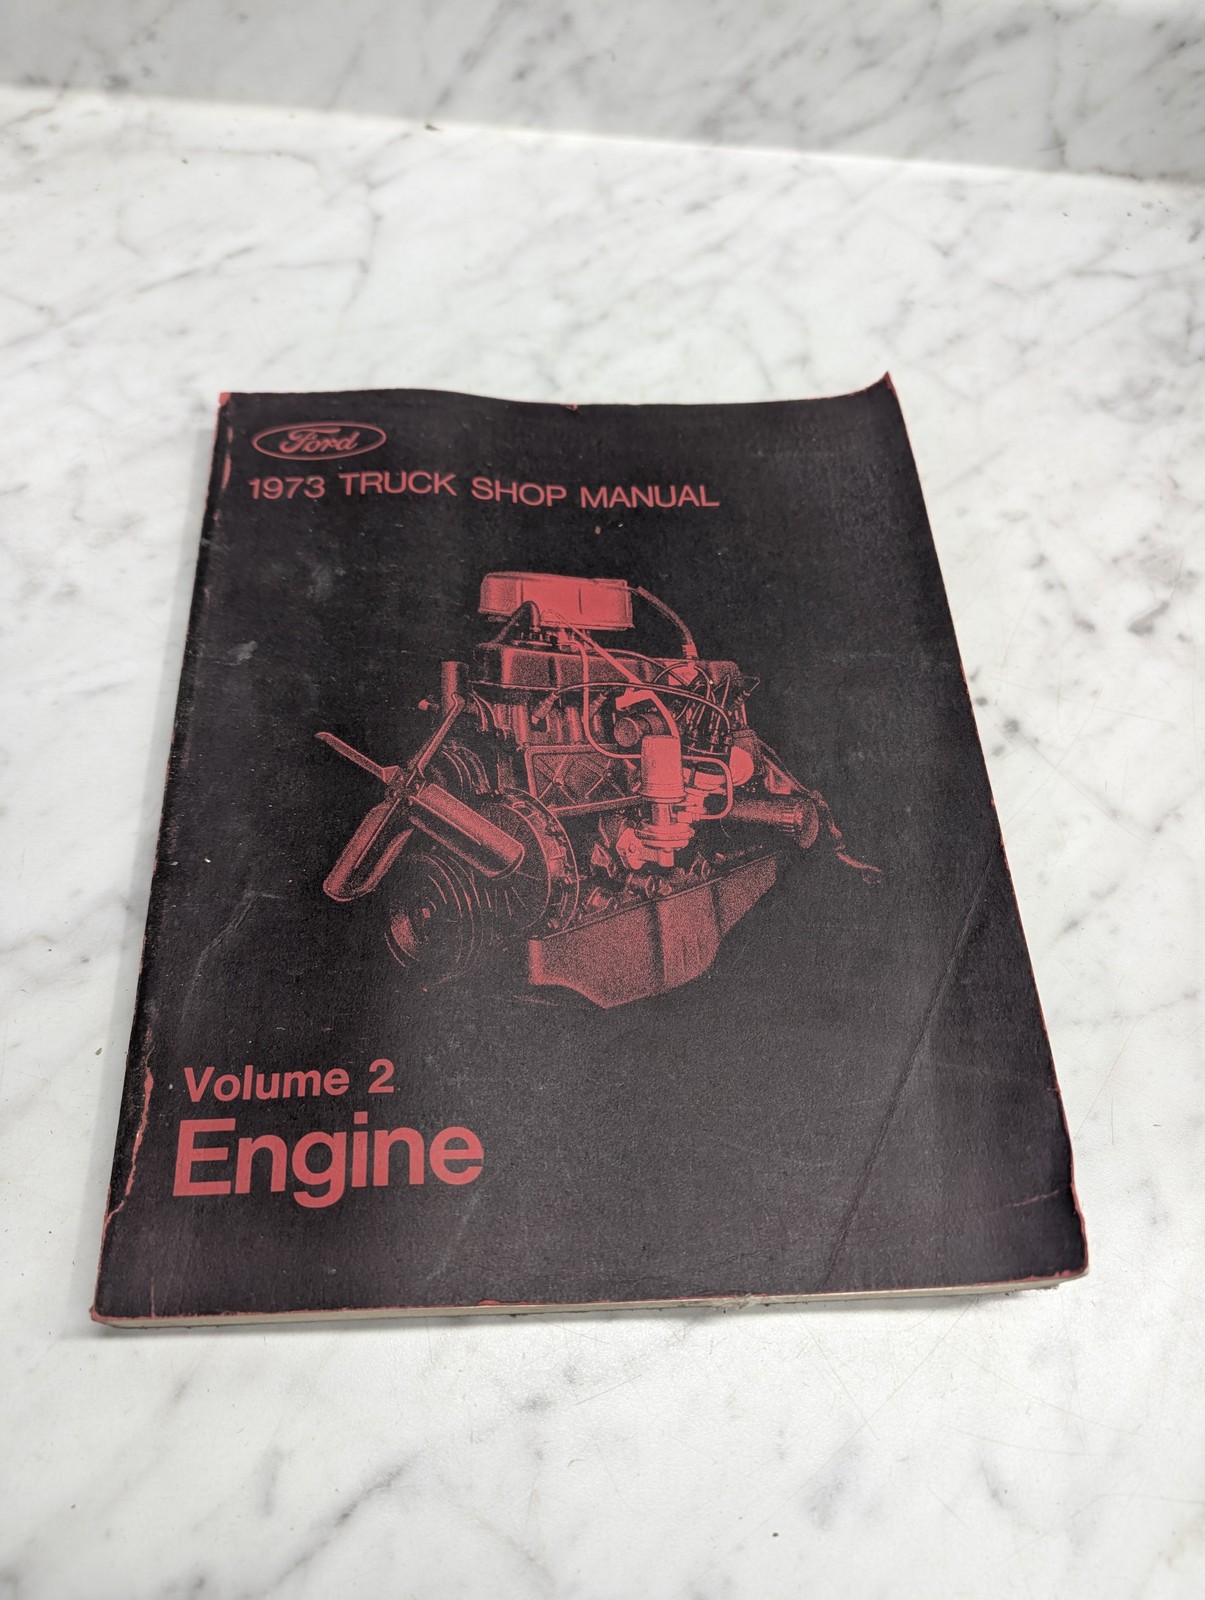 Ford
1973 TRUCK SHOP MANUAL
Volume 2
Engine